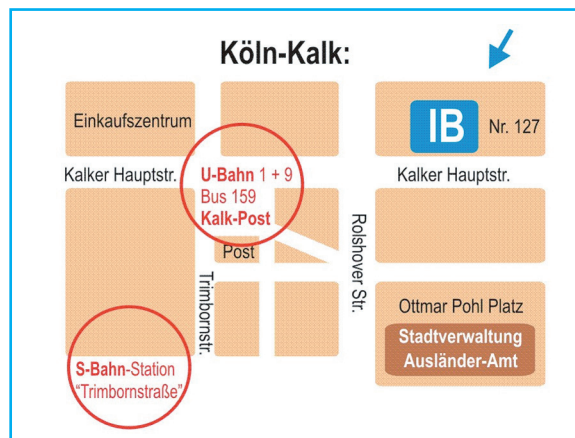 Köln-Kalk:
Einkaufszentrum
IB Nr. 127
Kalker Hauptstr.
U-Bahn 1 + 9
Bus 159
Kalk-Post
Kalker Hauptstr.
Post
Trimbornstr.
Rolshover Str.
Ottmar Pohl Platz
Stadtverwaltung
Ausländer-Amt
S-Bahn-Station
"Trimbornstraße"